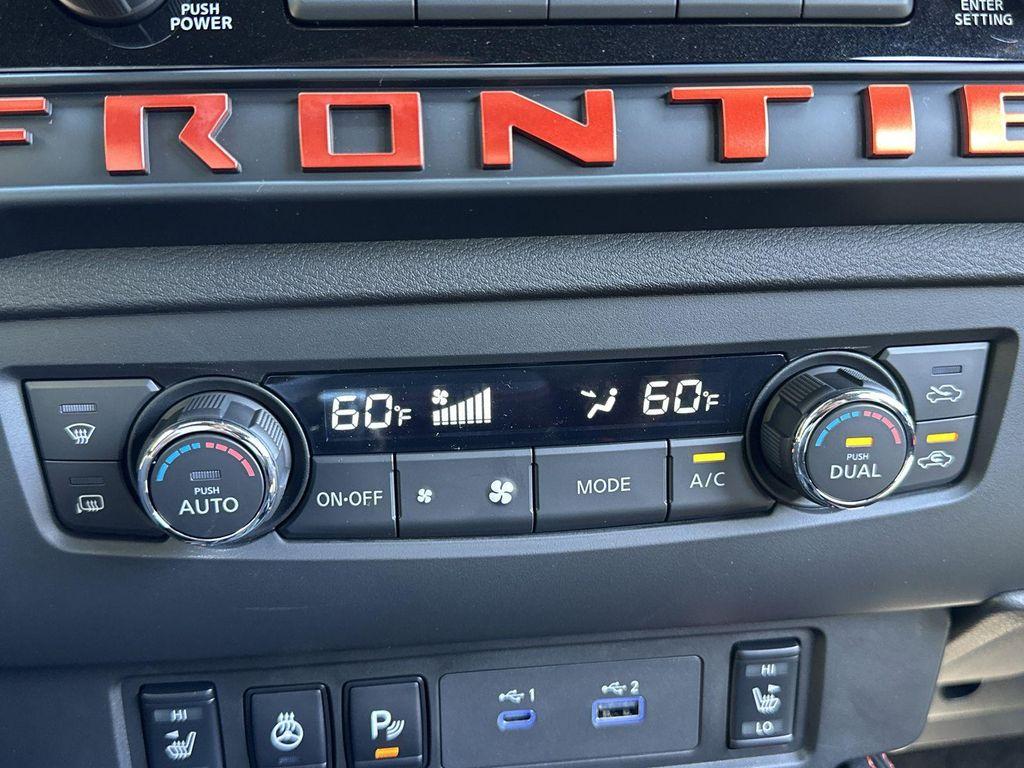 PUSH
POWER
ENTER
SETTING
FRONTIE
60°F
60°F
PUSH
AUTO
ON·OFF
MODE
A/C
PUSH
DUAL
1
2
HI
HI
LO
P